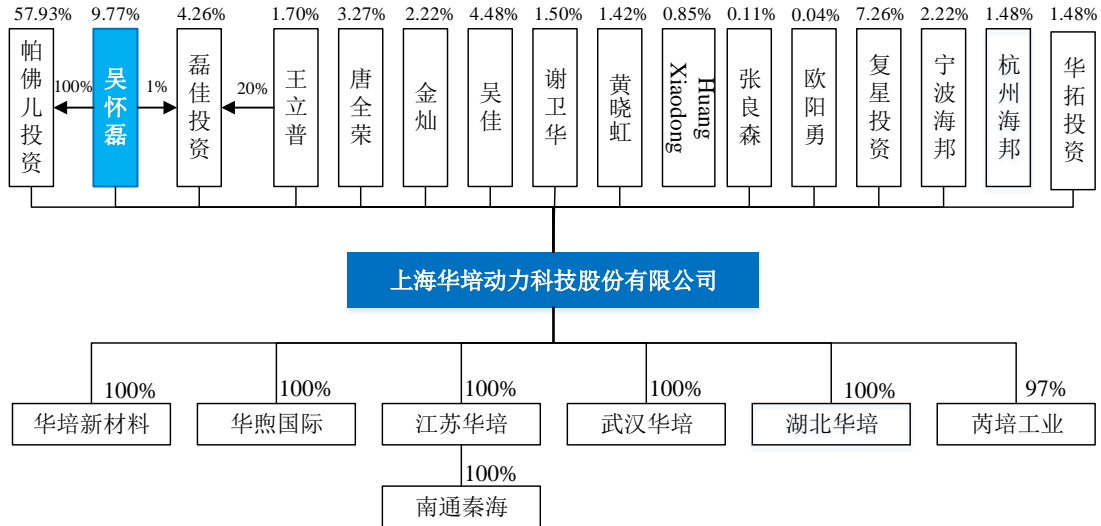 57.93% 9.77% 4.26% 1.70% 3.27% 2.22% 4.48% 1.50% 1.42% 0.85% 0.11% 0.04% 7.26% 2.22% 1.48% 1.48%
帕佛儿投资
100%
吴怀磊
1%
磊佳投资
20%
王立普
唐全荣
金灿
吴佳
谢卫华
黄晓虹
Huang
Xiaodong
张良森
欧阳勇
复星投资
宁波海邦
杭州海邦
华拓投资
上海华培动力科技股份有限公司
100% 100% 100% 100% 100% 97%
华培新材料 华煦国际 江苏华培 武汉华培 湖北华培 芮培工业
100%
南通秦海